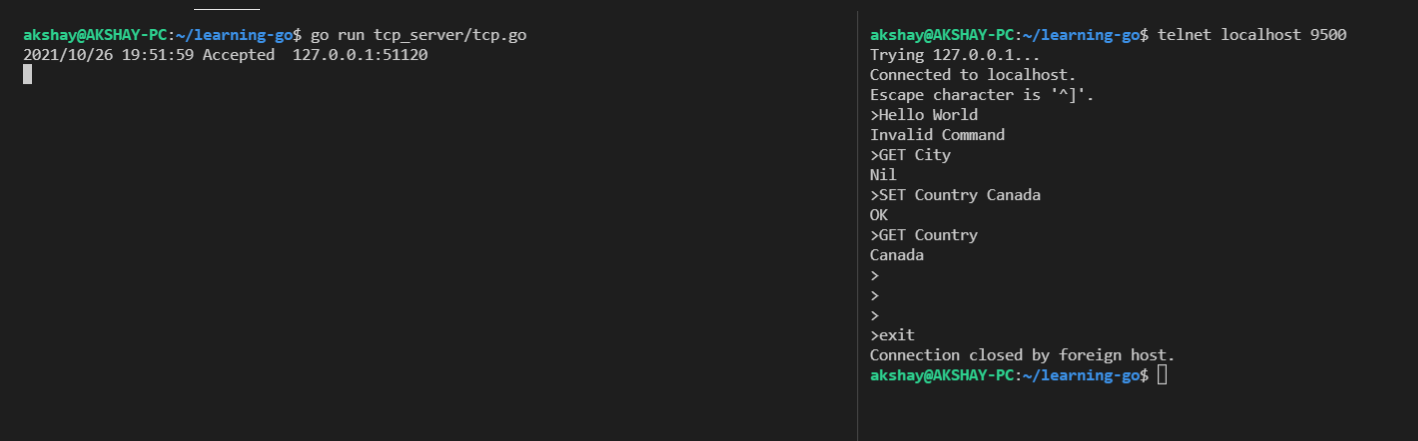 akshay@AKSHAY-PC:~/learning-go$ go run tcp_server/tcp.go
2021/10/26 19:51:59 Accepted  127.0.0.1:51120
akshay@AKSHAY-PC:~/learning-go$ telnet localhost 9500
Trying 127.0.0.1...
Connected to localhost.
Escape character is '^]'.
>Hello World
Invalid Command
>GET City
Nil
>SET Country Canada
OK
>GET Country
Canada
>
>
>
>exit
Connection closed by foreign host.
akshay@AKSHAY-PC:~/learning-go$